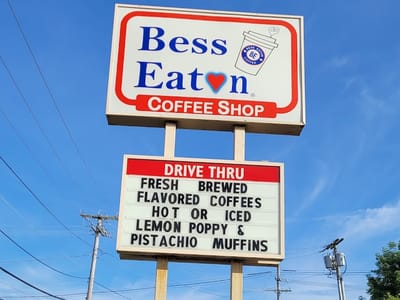 Bess
Eaton
COFFEE SHOP
DRIVE THRU
FRESH BREWED
FLAVORED COFFEES
HOT OR ICED
LEMON POPPY &
PISTACHIO MUFFINS